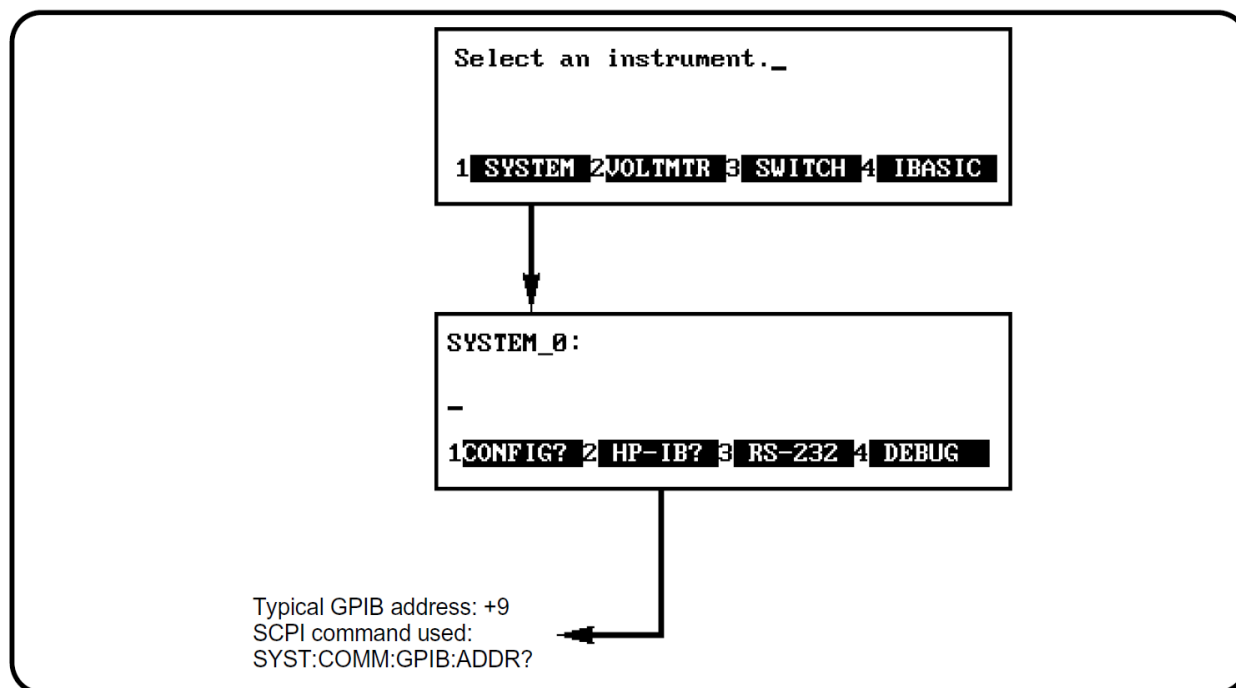 Select an instrument._
1 SYSTEM 2VOLTMTR 3 SWITCH 4 IBASIC
SYSTEM_0:
_
1CONFIG? 2 HP-IB? 3 RS-232 4 DEBUG
Typical GPIB address: +9
SCPI command used:
SYST:COMM:GPIB:ADDR?